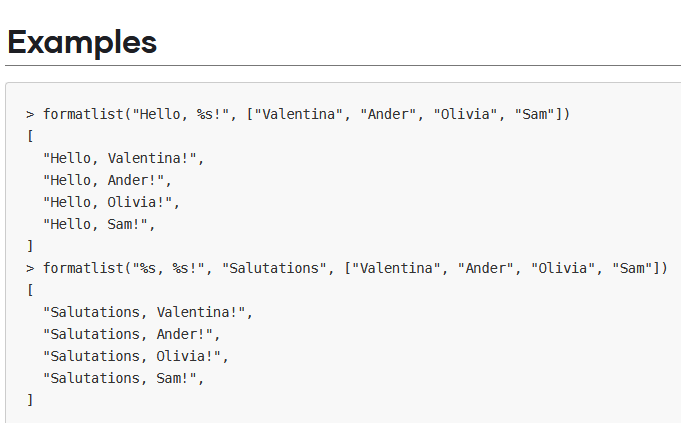 Examples
> formatlist("Hello, %s!", ["Valentina", "Ander", "Olivia", "Sam"])
[
  "Hello, Valentina!",
  "Hello, Ander!",
  "Hello, Olivia!",
  "Hello, Sam!",
]
> formatlist("%s, %s!", "Salutations", ["Valentina", "Ander", "Olivia", "Sam"])
[
  "Salutations, Valentina!",
  "Salutations, Ander!",
  "Salutations, Olivia!",
  "Salutations, Sam!",
]